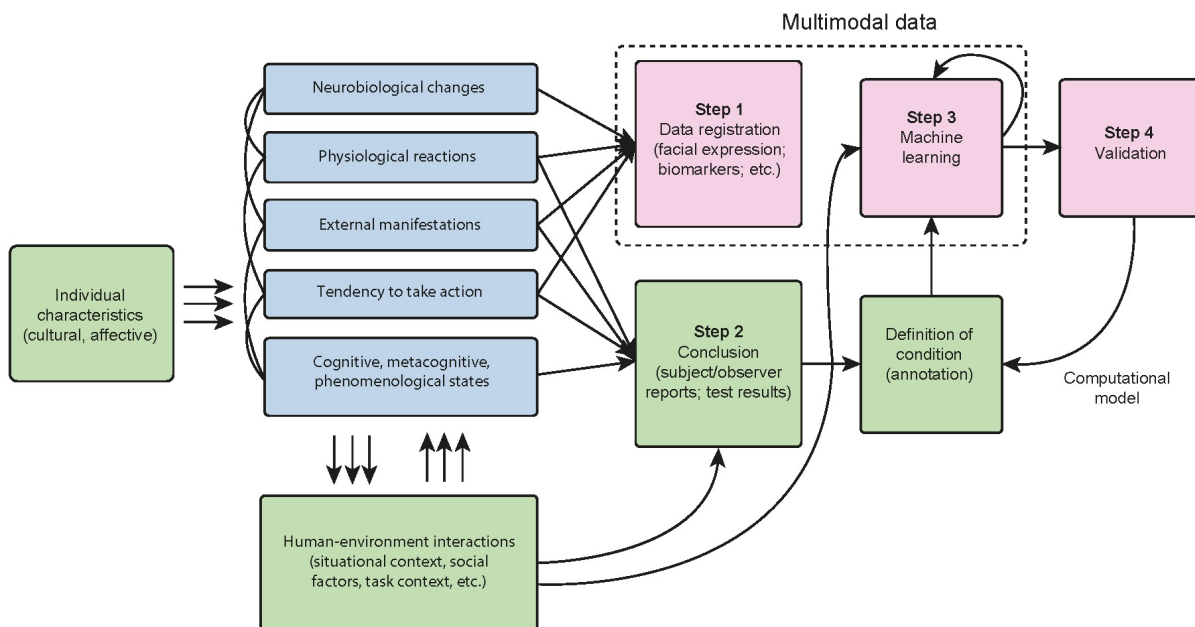 Multimodal data
Neurobiological changes
Physiological reactions
External manifestations
Tendency to take action
Cognitive, metacognitive,
phenomenological states
Individual
characteristics
(cultural, affective)
Human-environment interactions
(situational context, social
factors, task context, etc.)
Step 1
Data registration
(facial expression;
biomarkers; etc.)
Step 2
Conclusion
(subject/observer
reports; test results)
Step 3
Machine
learning
Step 4
Validation
Definition of
condition
(annotation)
Computational
model